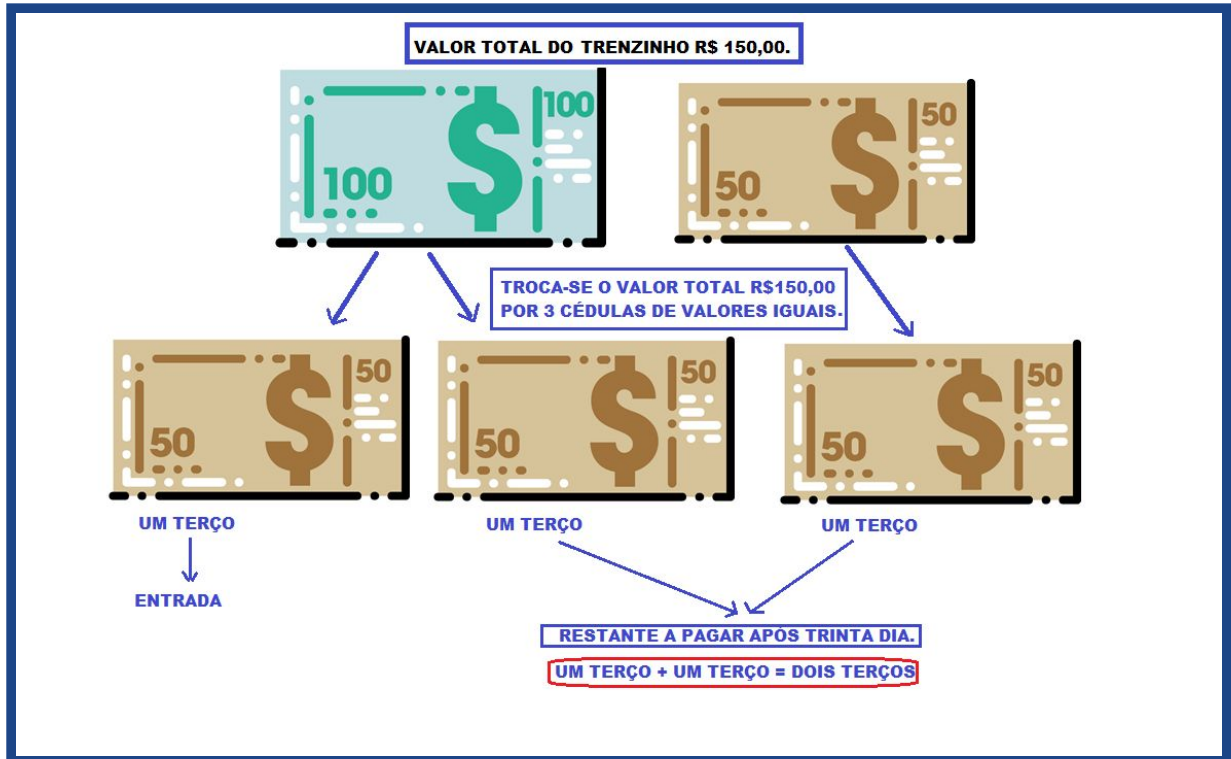 VALOR TOTAL DO TRENZINHO R$ 150,00.
100
100
50
50
TROCA-SE O VALOR TOTAL R$150,00
POR 3 CÉDULAS DE VALORES IGUAIS.
50
50
50
50
50
50
UM TERÇO
UM TERÇO
UM TERÇO
ENTRADA
RESTANTE A PAGAR APÓS TRINTA DIA.
UM TERÇO + UM TERÇO = DOIS TERÇOS